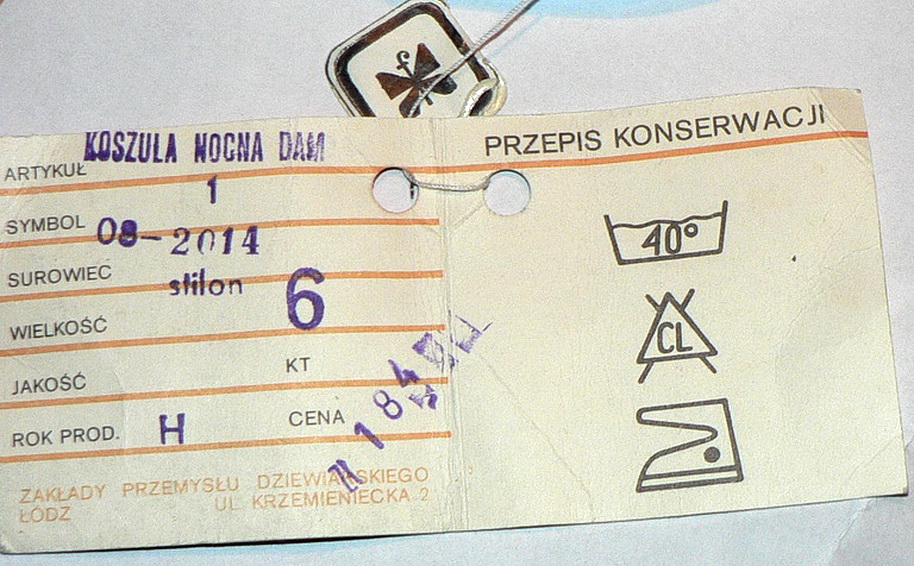 KOSZULA NOCNA DAM
ARTYKUŁ
1
SYMBOL 08-2014
SUROWIEC stilon
WIELKOŚĆ 6
JAKOŚĆ KT
ROK PROD. H CENA
ZAKŁADY PRZEMYSŁU DZIEWIARSKIEGO
ŁÓDZ UL. KRZEMIENIECKA 2
PRZEPIS KONSERWACJI
40°
CL